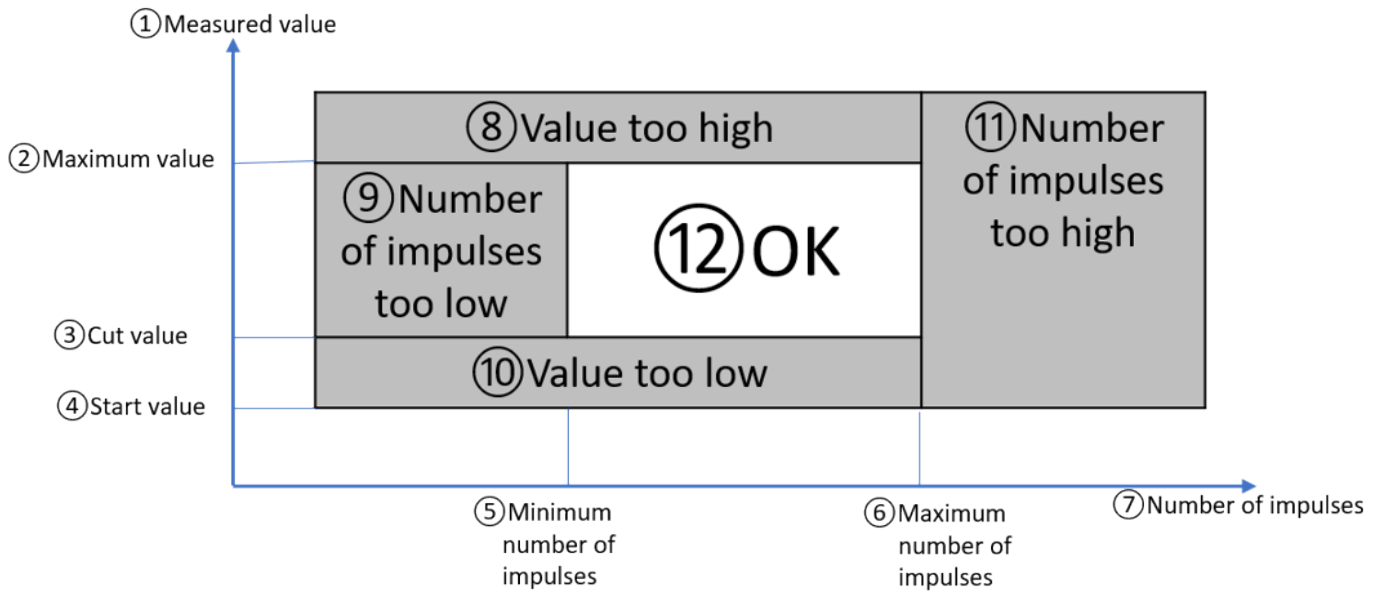 ①Measured value
②Maximum value
③Cut value
④Start value
⑧Value too high
⑨Number
of impulses
too low
⑫OK
⑩Value too low
⑪Number
of impulses
too high
⑤Minimum
number of
impulses
⑥Maximum
number of
impulses
⑦Number of impulses